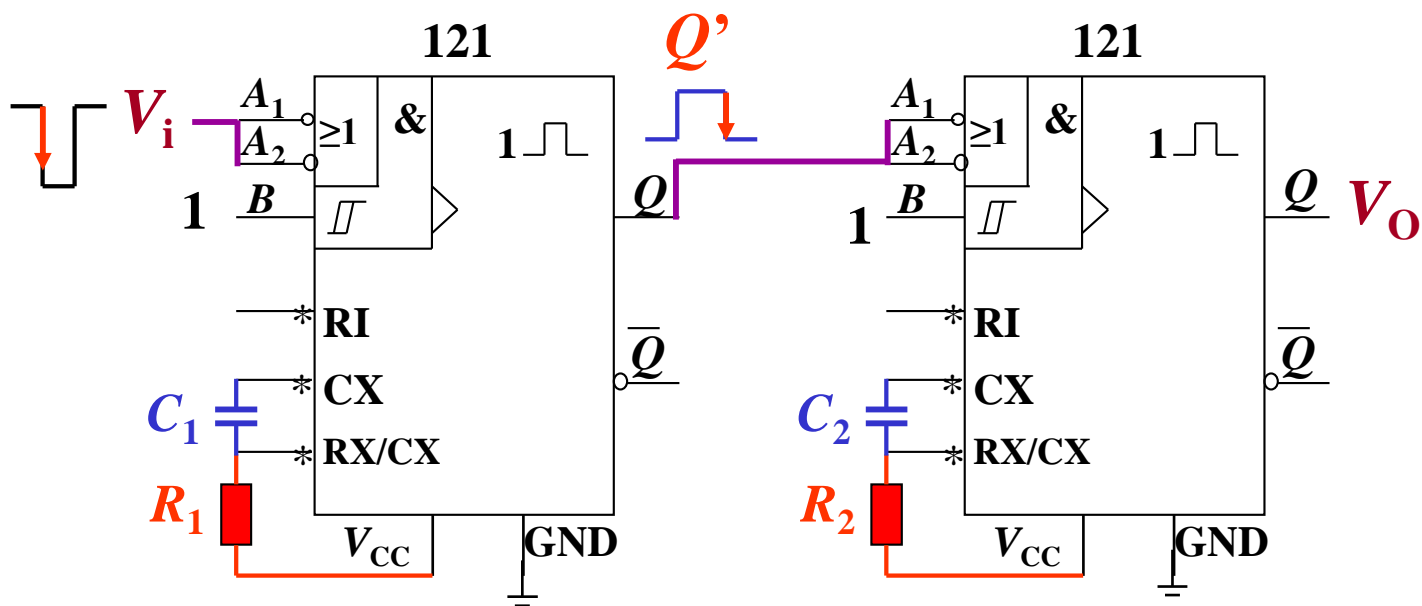 121 Q’ 121
Vi A1 ≥1 & 1 A1 ≥1 & 1
A2 A2
1 B Q 1 B Q VO
* RI * RI
Q̅ Q̅
C1 * CX C2 * CX
* RX/CX * RX/CX
R1 R2
VCC GND VCC GND